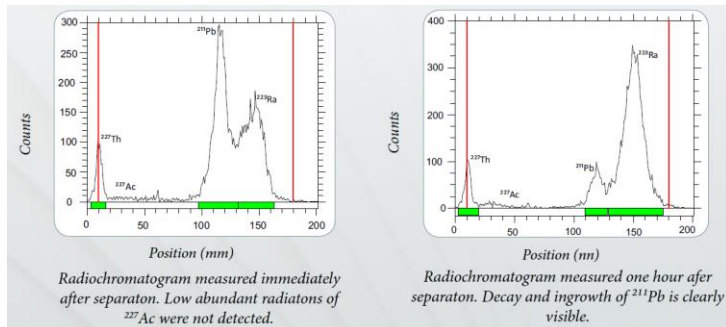 300
250
200
150
100
50
0
Counts
²¹¹Pb
²²³Ra
²²⁷Th
²²⁷Ac
0 50 100 150 200
Position (mm)
Radiochromatogram measured immediately
after separaton. Low abundant radiatons of
²²⁷Ac were not detected.
400
300
200
100
0
Counts
²²³Ra
²²⁷Th
²¹¹Pb
²²⁷Ac
0 50 100 150 200
Position (nn)
Radiochromatogram measured one hour afer
separaton. Decay and ingrowth of ²¹¹Pb is clearly
visible.